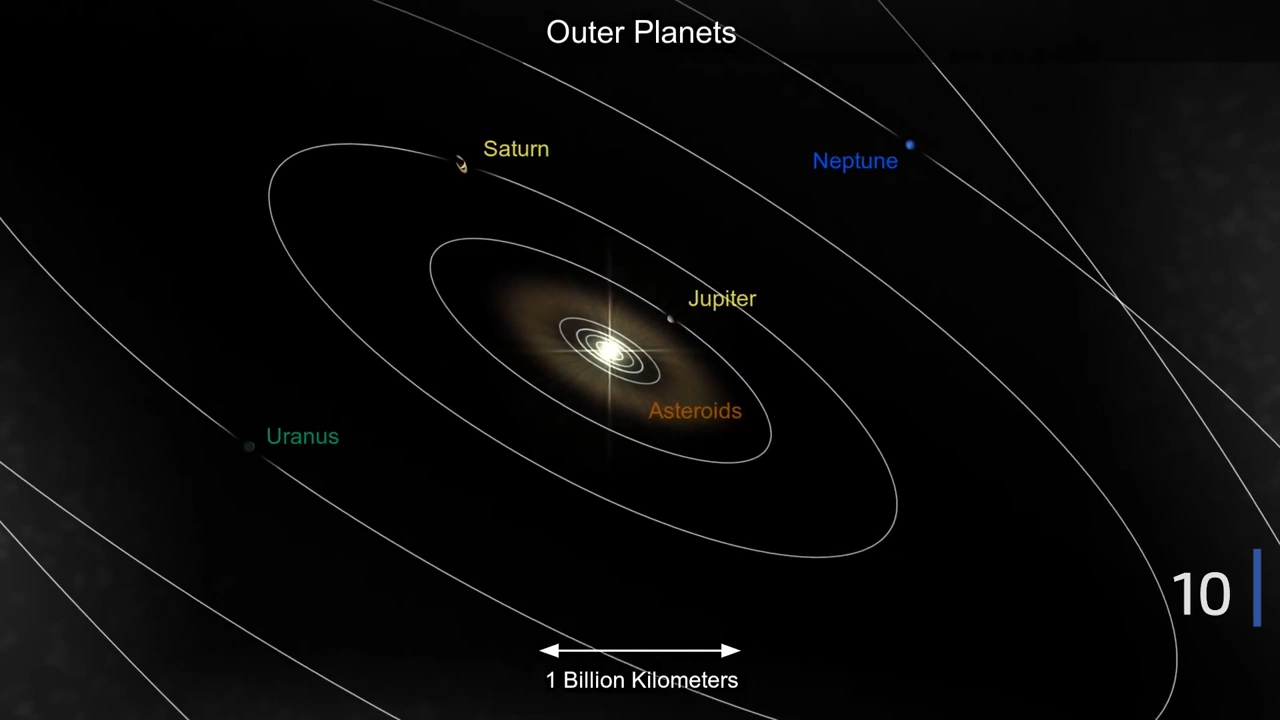 Outer Planets
Saturn
Neptune
Jupiter
Asteroids
Uranus
10
1 Billion Kilometers